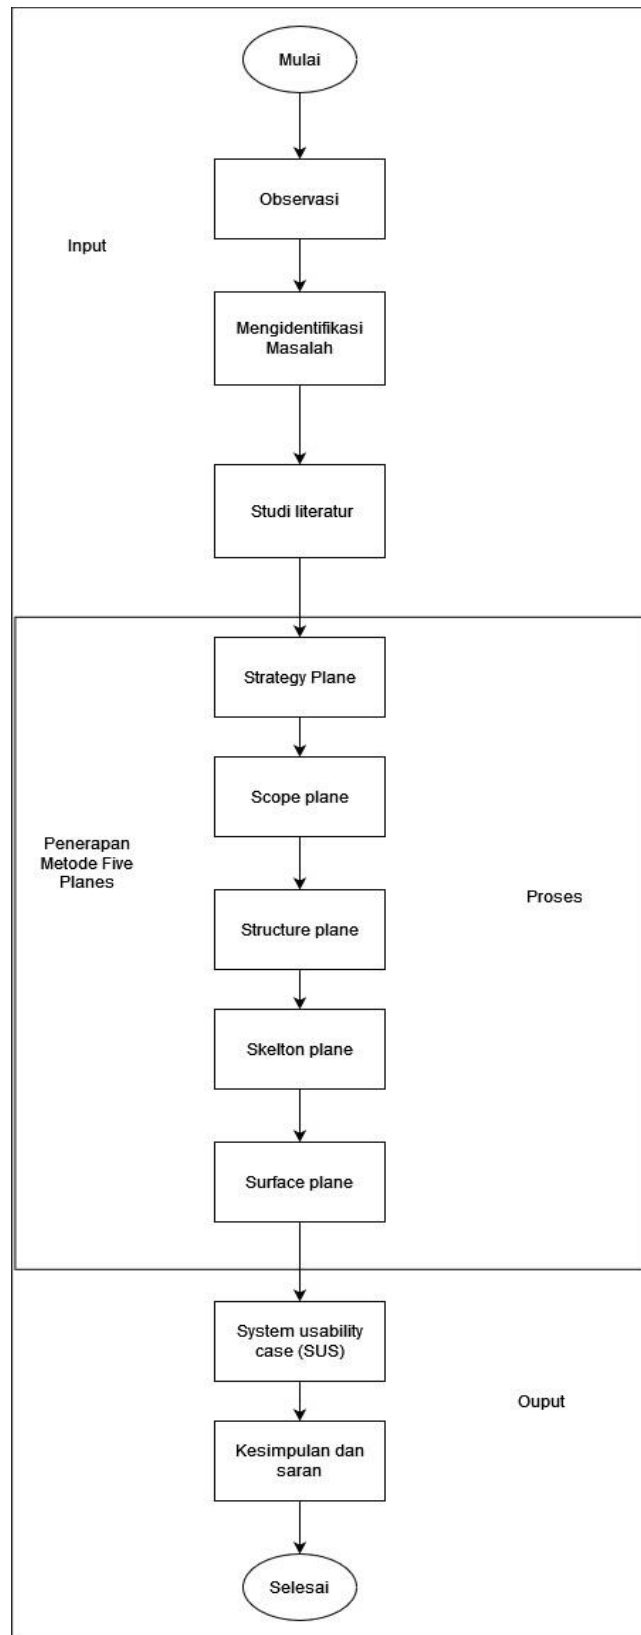 Mulai
Observasi
Input
Mengidentifikasi
Masalah
Studi literatur
Strategy Plane
Scope plane
Penerapan
Metode Five
Planes
Proses
Structure plane
Skelton plane
Surface plane
System usability
case (SUS)
Ouput
Kesimpulan dan
saran
Selesai